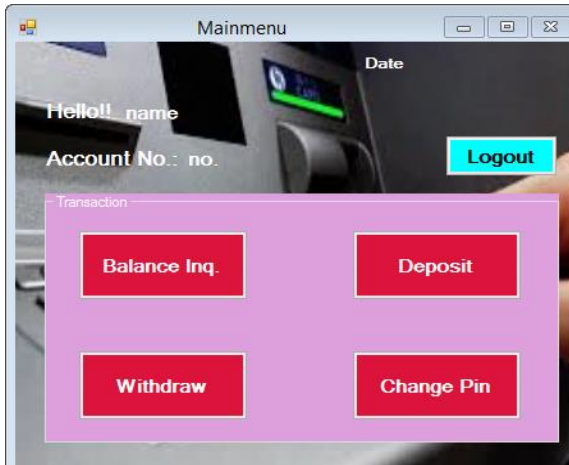 Mainmenu
Date
Hello!! name
Account No.: no.
Logout
Transaction
Balance Inq.
Deposit
Withdraw
Change Pin